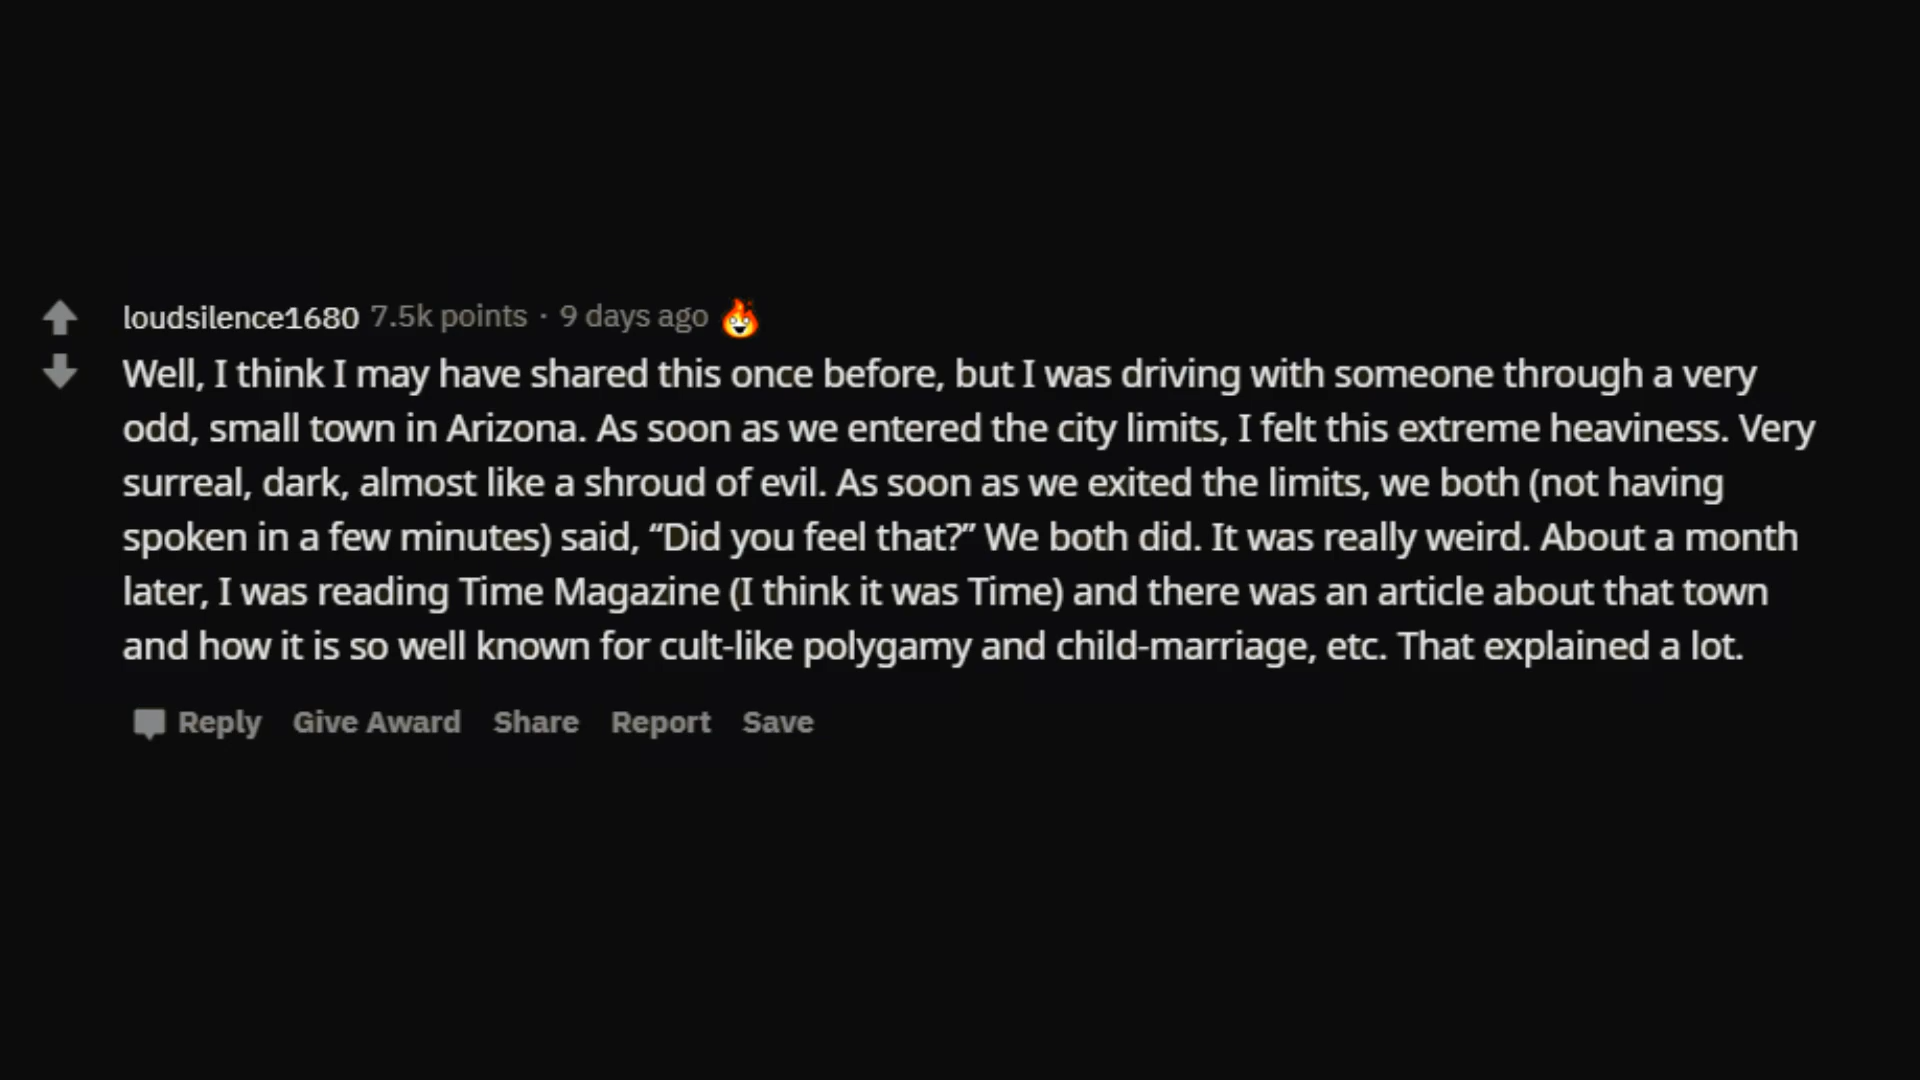 loudsilence1680 7.5k points · 9 days ago
Well, I think I may have shared this once before, but I was driving with someone through a very
odd, small town in Arizona. As soon as we entered the city limits, I felt this extreme heaviness. Very
surreal, dark, almost like a shroud of evil. As soon as we exited the limits, we both (not having
spoken in a few minutes) said, “Did you feel that?” We both did. It was really weird. About a month
later, I was reading Time Magazine (I think it was Time) and there was an article about that town
and how it is so well known for cult-like polygamy and child-marriage, etc. That explained a lot.
Reply Give Award Share Report Save